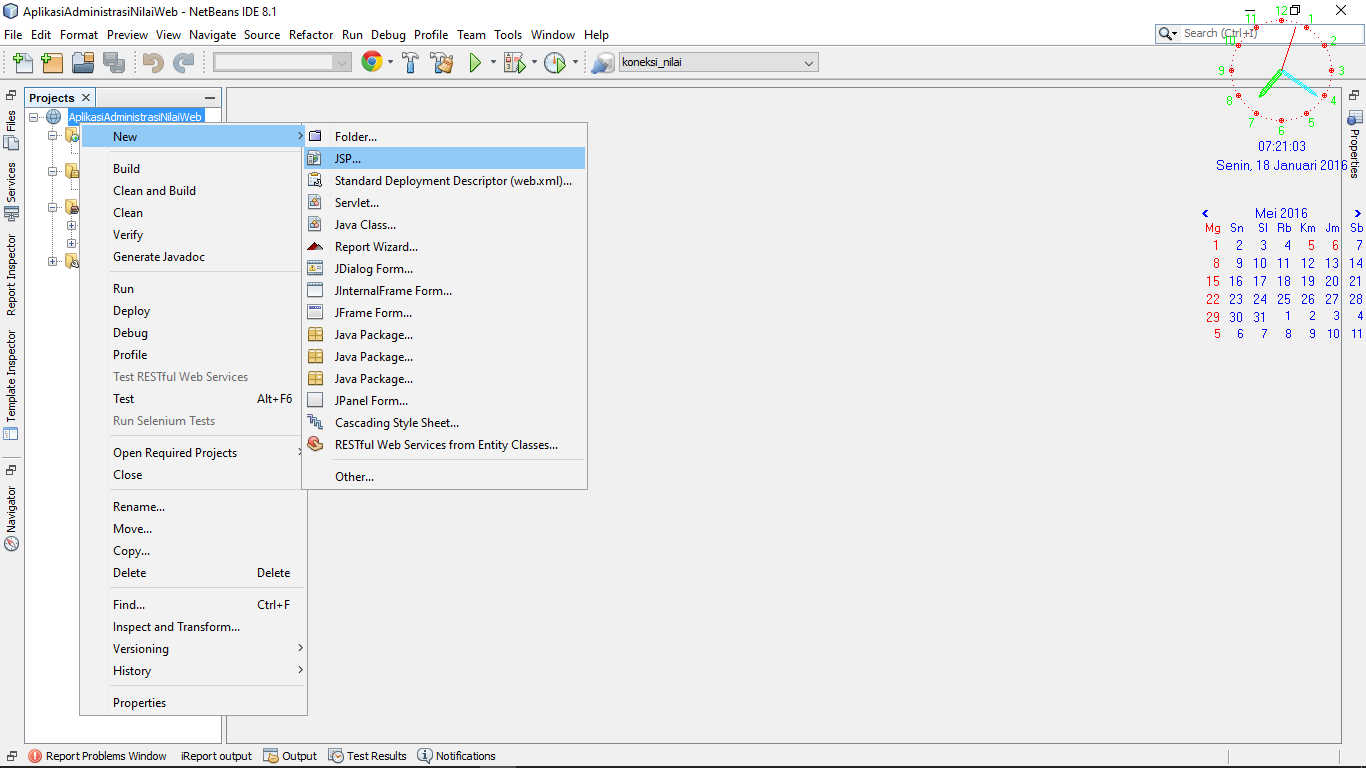 AplikasiAdministrasiNilaiWeb - NetBeans IDE 8.1
File Edit Format Preview View Navigate Source Refactor Run Debug Profile Team Tools Window Help
Search (Ctrl+I)
koneksi_nilai
Projects
AplikasiAdministrasiNilaiWeb
Files
Services
Report Inspector
Template Inspector
Navigator
New
Build
Clean and Build
Clean
Verify
Generate Javadoc
Run
Deploy
Debug
Profile
Test RESTful Web Services
Test Alt+F6
Run Selenium Tests
Open Required Projects
Close
Rename...
Move...
Copy...
Delete Delete
Find... Ctrl+F
Inspect and Transform...
Versioning
History
Properties
Folder...
JSP...
Standard Deployment Descriptor (web.xml)...
Servlet...
Java Class...
Report Wizard...
JDialog Form...
JInternalFrame Form...
JFrame Form...
Java Package...
Java Package...
Java Package...
JPanel Form...
Cascading Style Sheet...
RESTful Web Services from Entity Classes...
Other...
12
11 1
10 2
9 3
8 4
7 5
6
07:21:03
Senin, 18 Januari 2016
Properties
< Mei 2016 >
Mg Sn Sl Rb Km Jm Sb
1 2 3 4 5 6 7
8 9 10 11 12 13 14
15 16 17 18 19 20 21
22 23 24 25 26 27 28
29 30 31 1 2 3 4
5 6 7 8 9 10 11
Report Problems Window iReport output Output Test Results Notifications